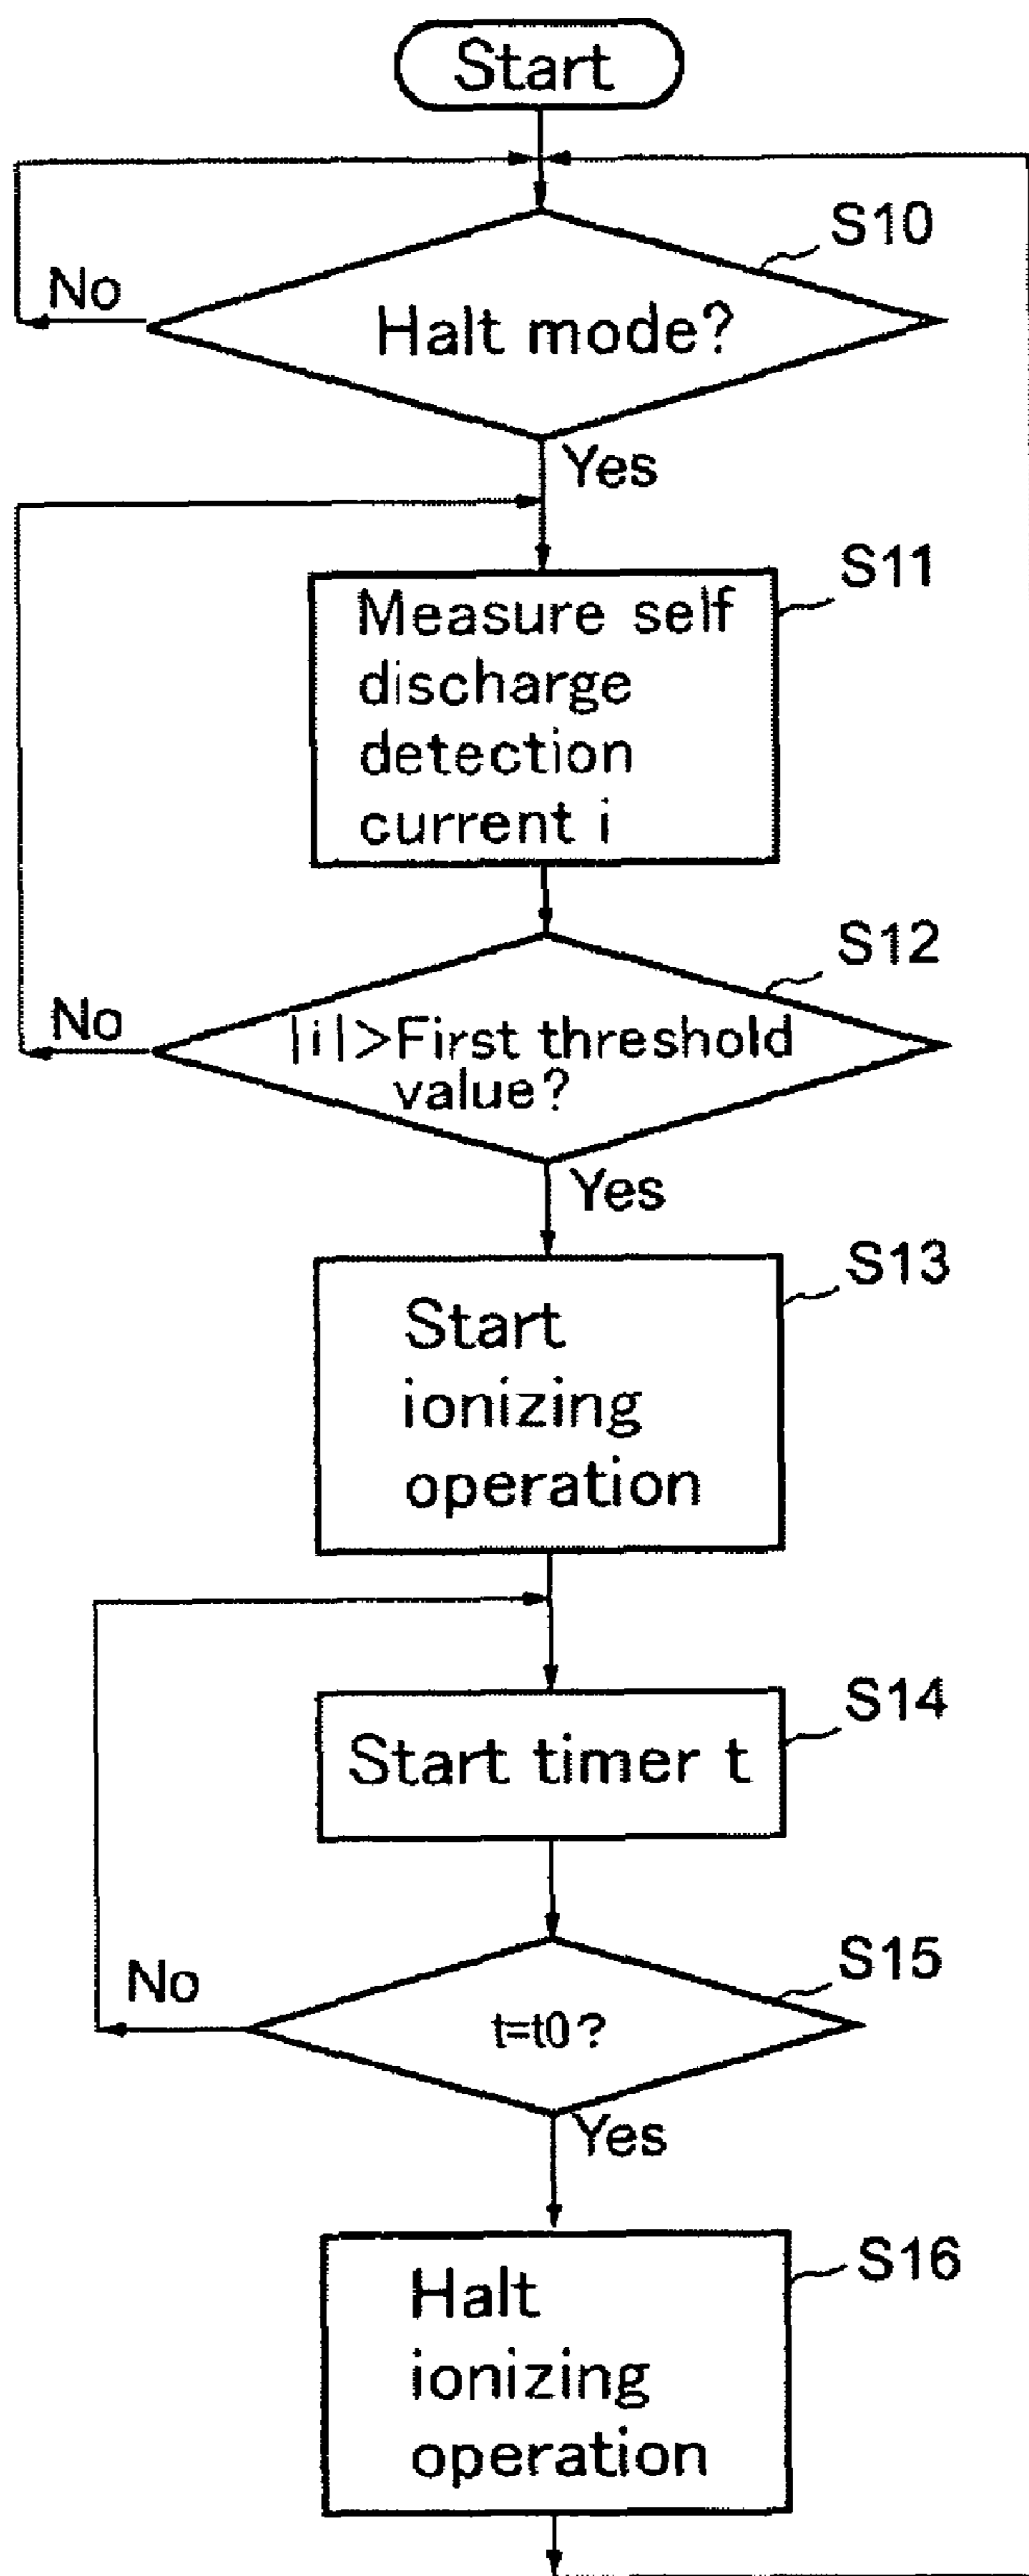 Start
S10
No
Halt mode?
Yes
S11
Measure self
discharge
detection
current i
S12
No
|i|>First threshold
value?
Yes
S13
Start
ionizing
operation
S14
Start timer t
S15
No
t=t0?
Yes
S16
Halt
ionizing
operation